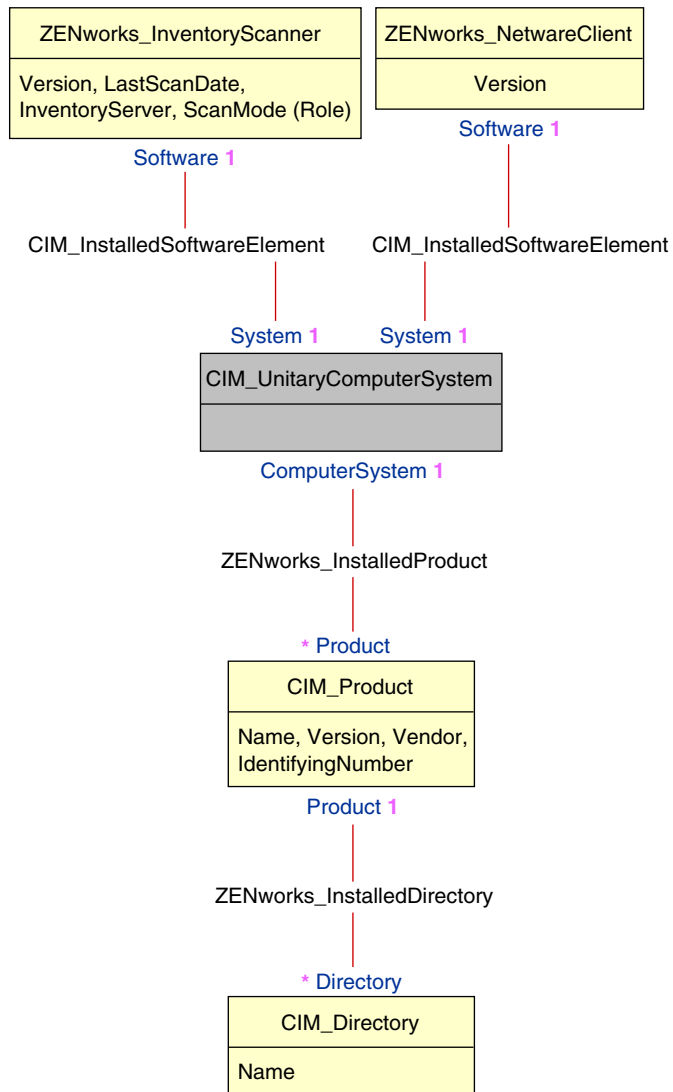 ZENworks_InventoryScanner
Version, LastScanDate,
InventoryServer, ScanMode (Role)
Software 1
ZENworks_NetwareClient
Version
Software 1
CIM_InstalledSoftwareElement
CIM_InstalledSoftwareElement
System 1
System 1
CIM_UnitaryComputerSystem
ComputerSystem 1
ZENworks_InstalledProduct
* Product
CIM_Product
Name, Version, Vendor,
IdentifyingNumber
Product 1
ZENworks_InstalledDirectory
* Directory
CIM_Directory
Name